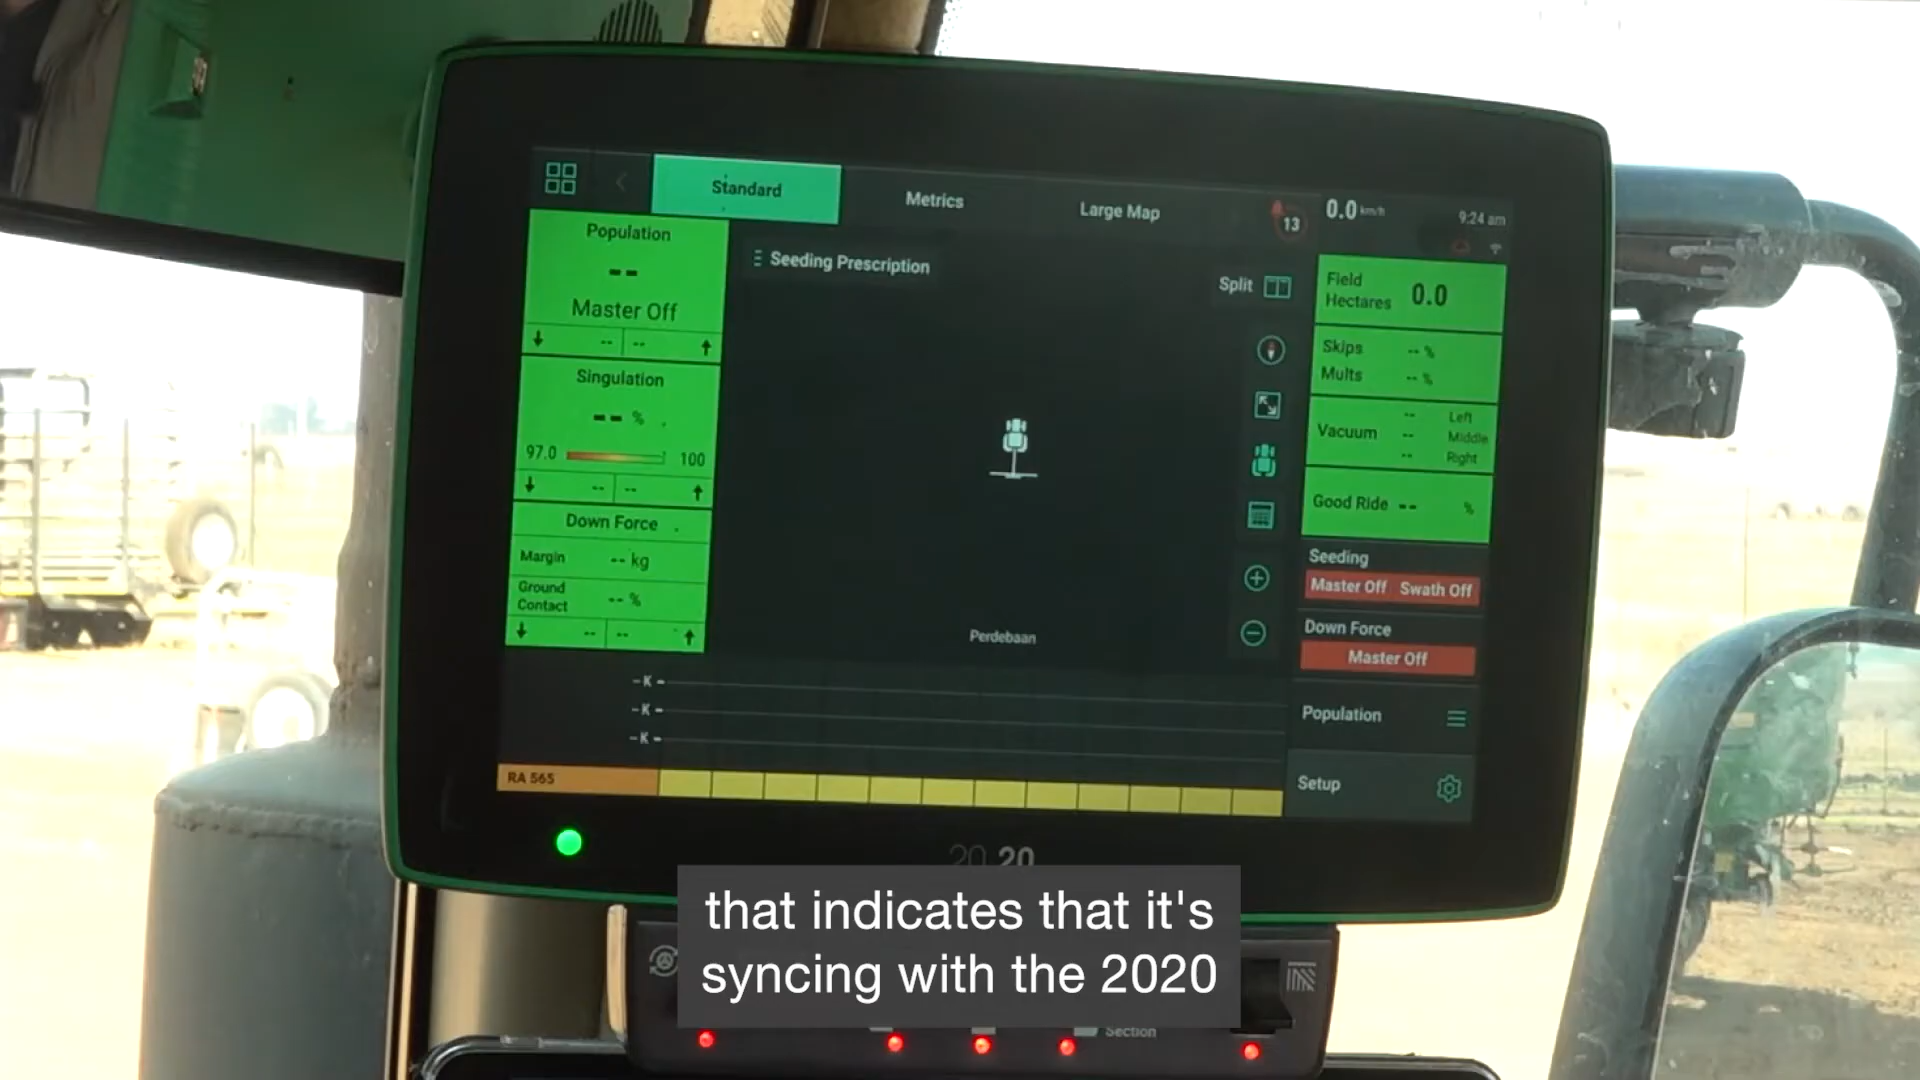 Standard
Metrics
Large Map
13
0.0 km/h
9:24 am
Population
--
Master Off
-- --
Singulation
-- %
97.0 100
-- --
Down Force
Margin -- kg
Ground Contact -- %
-- --
Seeding Prescription
Split
Perdebaan
Field Hectares 0.0
Skips -- %
Mults -- %
Vacuum
-- Left
-- Middle
-- Right
Good Ride -- %
Seeding
Master Off Swath Off
Down Force
Master Off
Population
Setup
- K -
- K -
- K -
RA 565
20 20
that indicates that it's
syncing with the 2020
Section